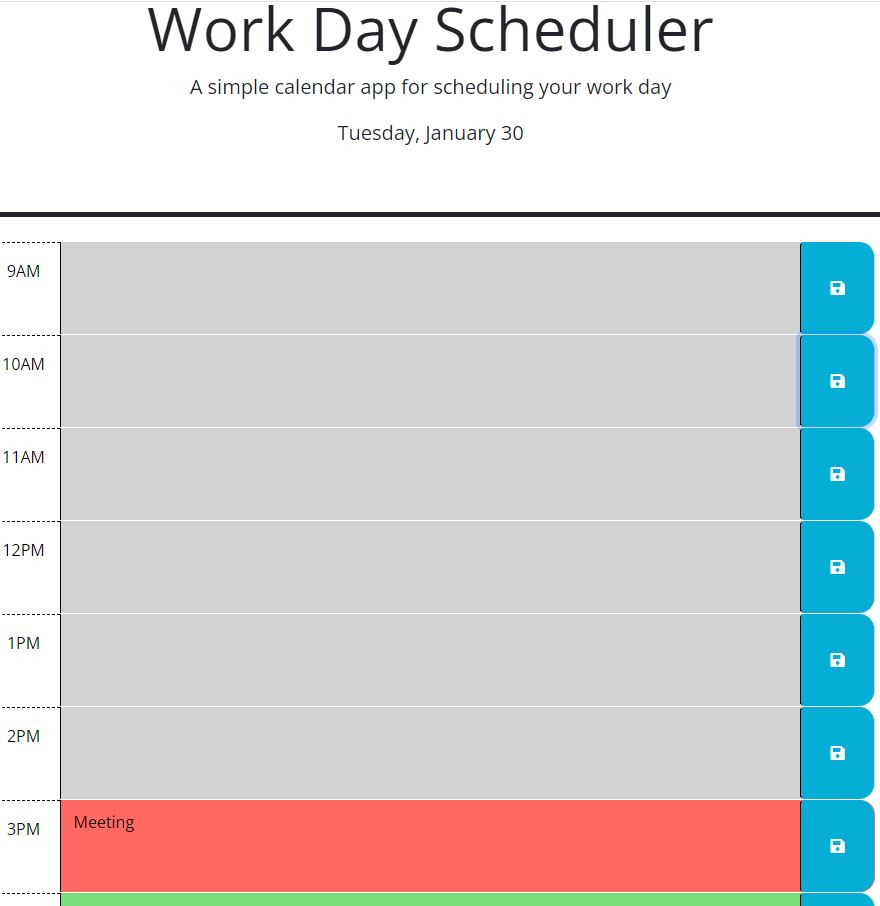 Work Day Scheduler
A simple calendar app for scheduling your work day
Tuesday, January 30
9AM
10AM
11AM
12PM
1PM
2PM
3PM
Meeting